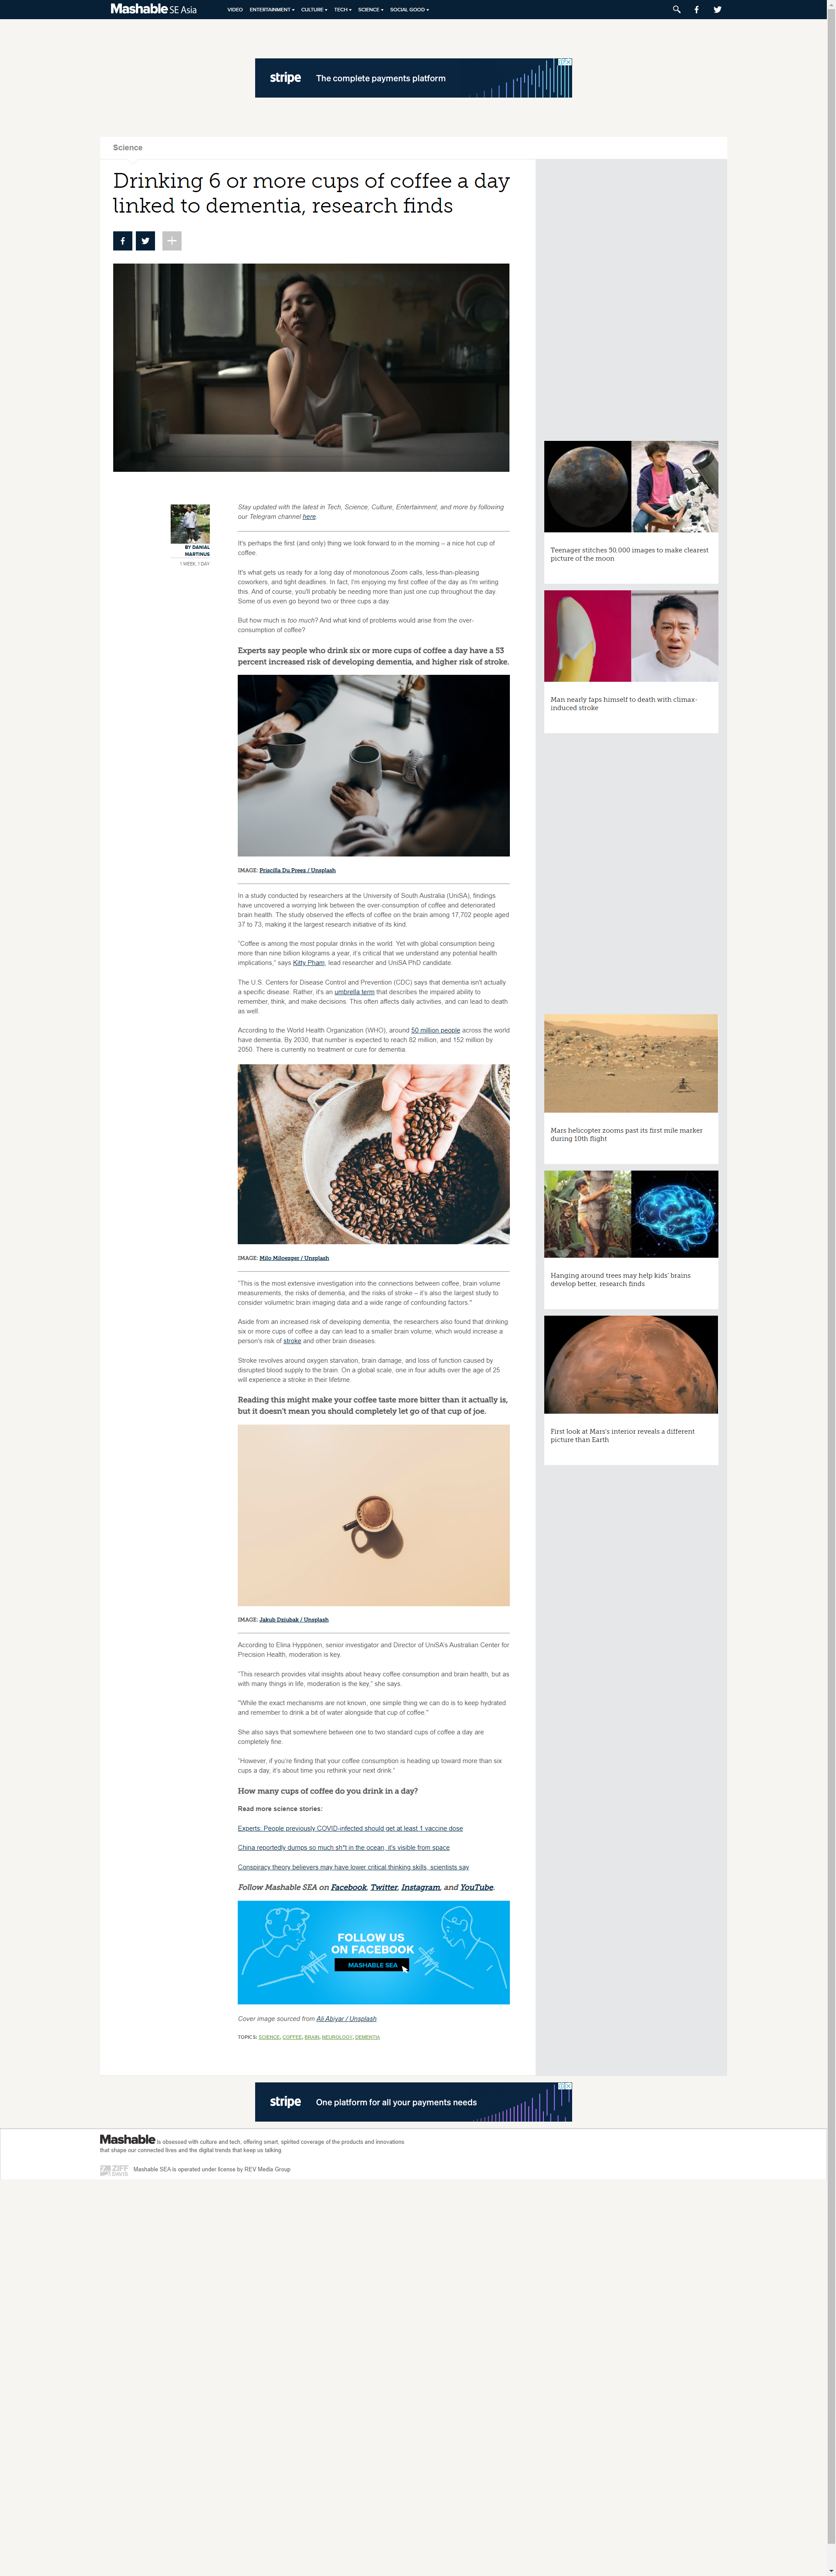 Mashable SE Asia
VIDEO ENTERTAINMENT CULTURE TECH SCIENCE SOCIAL GOOD
stripe The complete payments platform
Science
Drinking 6 or more cups of coffee a day
linked to dementia, research finds
BY DANIAL
MARTINUS
1 WEEK, 1 DAY
Stay updated with the latest in Tech, Science, Culture, Entertainment, and more by following
our Telegram channel here.
It's perhaps the first (and only) thing we look forward to in the morning – a nice hot cup of
coffee.
It's what gets us ready for a long day of monotonous Zoom calls, less-than-pleasing
coworkers, and tight deadlines. In fact, I'm enjoying my first coffee of the day as I'm writing
this. And of course, you'll probably be needing more than just one cup throughout the day.
Some of us even go beyond two or three cups a day.
But how much is too much? And what kind of problems would arise from the over-
consumption of coffee?
Experts say people who drink six or more cups of coffee a day have a 53
percent increased risk of developing dementia, and higher risk of stroke.
IMAGE: Priscilla Du Preez / Unsplash
In a study conducted by researchers at the University of South Australia (UniSA), findings
have uncovered a worrying link between the over-consumption of coffee and deteriorated
brain health. The study observed the effects of coffee on the brain among 17,702 people aged
37 to 73, making it the largest research initiative of its kind.
"Coffee is among the most popular drinks in the world. Yet with global consumption being
more than nine billion kilograms a year, it's critical that we understand any potential health
implications," says Kitty Pham, lead researcher and UniSA PhD candidate.
The U.S. Centers for Disease Control and Prevention (CDC) says that dementia isn't actually
a specific disease. Rather, it's an umbrella term that describes the impaired ability to
remember, think, and make decisions. This often affects daily activities, and can lead to death
as well.
According to the World Health Organization (WHO), around 50 million people across the world
have dementia. By 2030, that number is expected to reach 82 million, and 152 million by
2050. There is currently no treatment or cure for dementia.
IMAGE: Milo Miloezger / Unsplash
"This is the most extensive investigation into the connections between coffee, brain volume
measurements, the risks of dementia, and the risks of stroke – it's also the largest study to
consider volumetric brain imaging data and a wide range of confounding factors."
Aside from an increased risk of developing dementia, the researchers also found that drinking
six or more cups of coffee a day can lead to a smaller brain volume, which would increase a
person's risk of stroke and other brain diseases.
Stroke revolves around oxygen starvation, brain damage, and loss of function caused by
disrupted blood supply to the brain. On a global scale, one in four adults over the age of 25
will experience a stroke in their lifetime.
Reading this might make your coffee taste more bitter than it actually is,
but it doesn't mean you should completely let go of that cup of joe.
IMAGE: Jakub Dziubak / Unsplash
According to Elina Hyppönen, senior investigator and Director of UniSA's Australian Center for
Precision Health, moderation is key.
"This research provides vital insights about heavy coffee consumption and brain health, but as
with many things in life, moderation is the key," she says.
"While the exact mechanisms are not known, one simple thing we can do is to keep hydrated
and remember to drink a bit of water alongside that cup of coffee."
She also says that somewhere between one to two standard cups of coffee a day are
completely fine.
"However, if you're finding that your coffee consumption is heading up toward more than six
cups a day, it's about time you rethink your next drink."
How many cups of coffee do you drink in a day?
Read more science stories:
Experts: People previously COVID-infected should get at least 1 vaccine dose
China reportedly dumps so much sh*t in the ocean, it's visible from space
Conspiracy theory believers may have lower critical thinking skills, scientists say
Follow Mashable SEA on Facebook, Twitter, Instagram, and YouTube.
FOLLOW US
ON FACEBOOK
MASHABLE SEA
Cover image sourced from Ali Abiyar / Unsplash.
TOPICS: SCIENCE, COFFEE, BRAIN, NEUROLOGY, DEMENTIA
Teenager stitches 50,000 images to make clearest
picture of the moon
Man nearly faps himself to death with climax-
induced stroke
Mars helicopter zooms past its first mile marker
during 10th flight
Hanging around trees may help kids' brains
develop better, research finds
First look at Mars's interior reveals a different
picture than Earth
stripe One platform for all your payments needs
Mashable is obsessed with culture and tech, offering smart, spirited coverage of the products and innovations
that shape our connected lives and the digital trends that keep us talking.
ZIFF DAVIS Mashable SEA is operated under license by REV Media Group